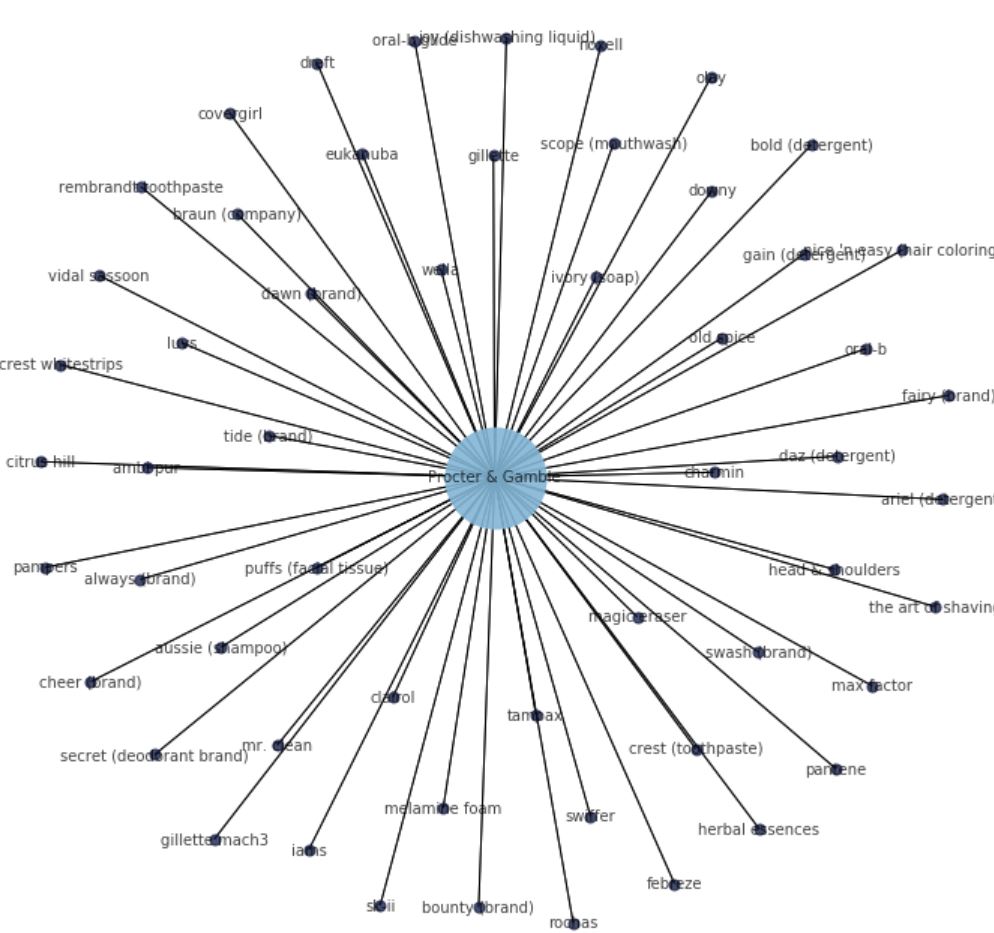 oral-b glide
joy (dishwashing liquid)
noxell
dreft
olay
covergirl
eukanuba
gillette
scope (mouthwash)
bold (detergent)
rembrandt toothpaste
braun (company)
downy
gain (detergent)
nice 'n easy hair coloring
vidal sassoon
wella
ivory (soap)
dawn (brand)
luvs
old spice
oral-b
crest whitestrips
fairy (brand)
tide (brand)
citrus hill
ambi pur
Procter & Gamble
charmin
daz (detergent)
ariel (detergent
pampers
always (brand)
puffs (facial tissue)
head & shoulders
the art of shavin
magic eraser
aussie (shampoo)
swash (brand)
cheer (brand)
max factor
clairol
tampax
secret (deodorant brand)
mr. clean
crest (toothpaste)
pantene
melamine foam
swiffer
herbal essences
gillette mach3
iams
febreze
sk-ii
bounty (brand)
rochas